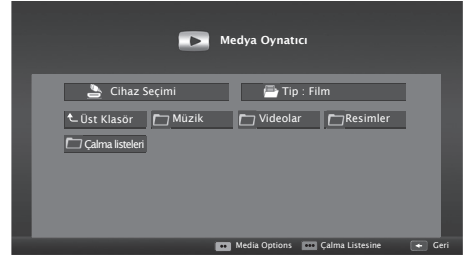 Medya Oynatıcı
Cihaz Seçimi Tip : Film
Üst Klasör Müzik Videolar Resimler
Çalma listeleri
Media Options Çalma Listesine Geri